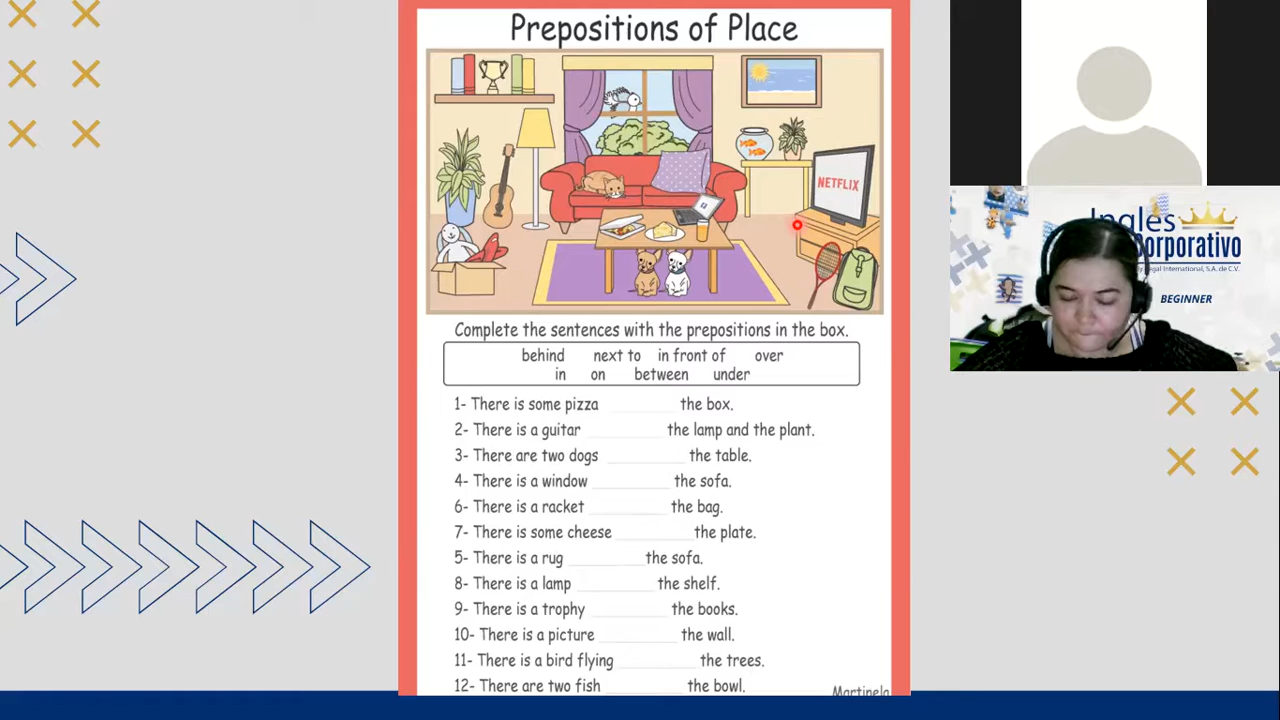 Prepositions of Place
NETFLIX
Complete the sentences with the prepositions in the box.
behind next to in front of over
in on between under
1- There is some pizza the box.
2- There is a guitar the lamp and the plant.
3- There are two dogs the table.
4- There is a window the sofa.
6- There is a racket the bag.
7- There is some cheese the plate.
5- There is a rug the sofa.
8- There is a lamp the shelf.
9- There is a trophy the books.
10- There is a picture the wall.
11- There is a bird flying the trees.
12- There are two fish the bowl.
Martinela
Ingles
Corporativo
Legal International, S.A. de C.V.
BEGINNER